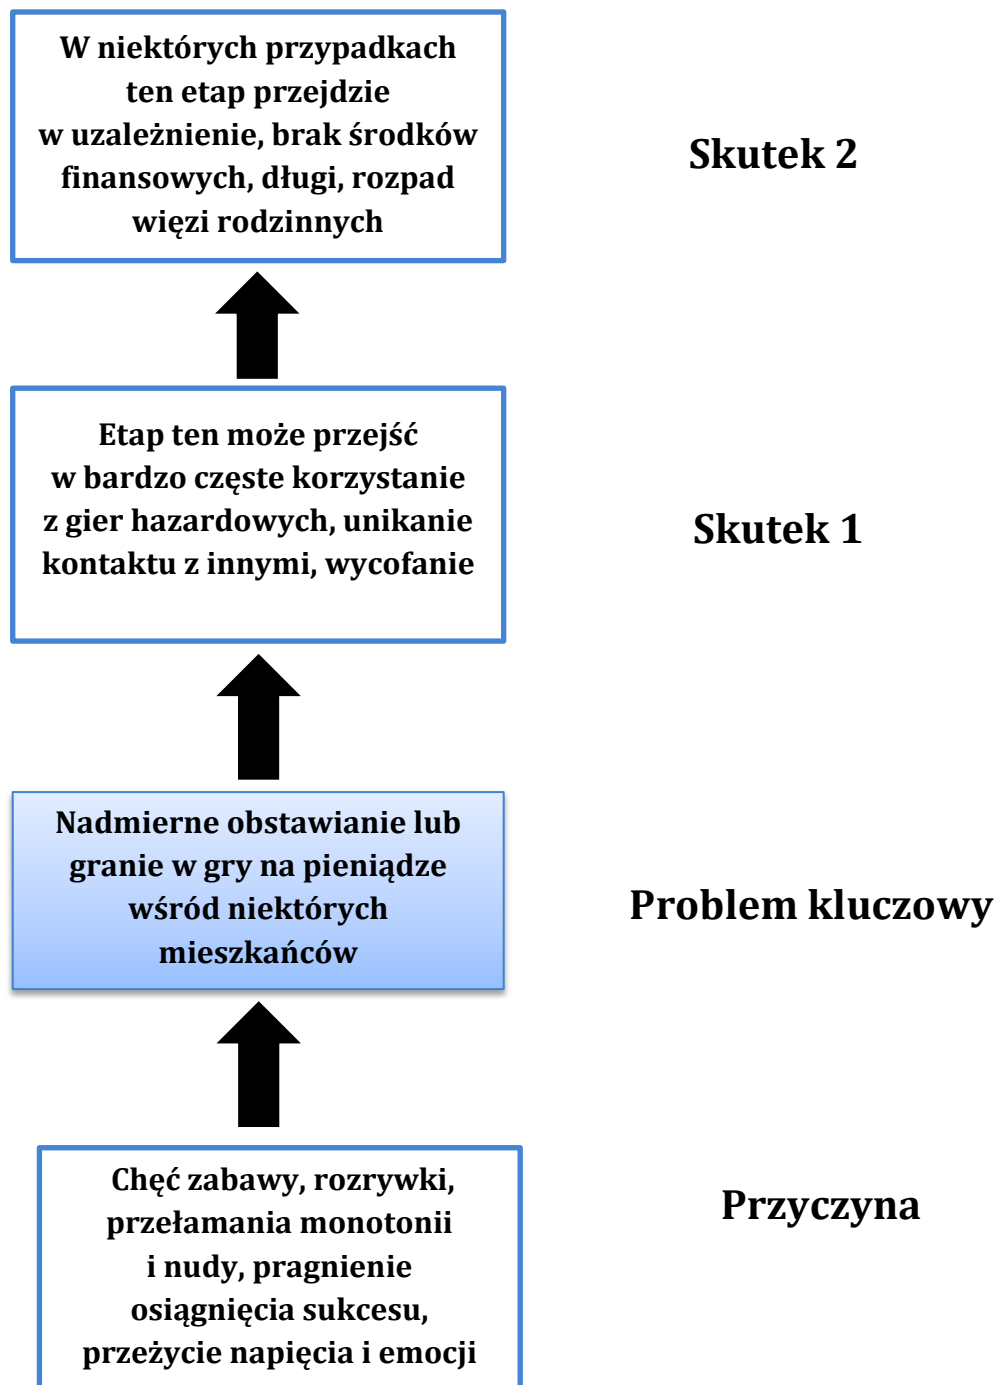 W niektórych przypadkach
ten etap przejdzie
w uzależnienie, brak środków
finansowych, długi, rozpad
więzi rodzinnych
Skutek 2
Etap ten może przejść
w bardzo częste korzystanie
z gier hazardowych, unikanie
kontaktu z innymi, wycofanie
Skutek 1
Nadmierne obstawianie lub
granie w gry na pieniądze
wśród niektórych
mieszkańców
Problem kluczowy
Chęć zabawy, rozrywki,
przełamania monotonii
i nudy, pragnienie
osiągnięcia sukcesu,
przeżycie napięcia i emocji
Przyczyna